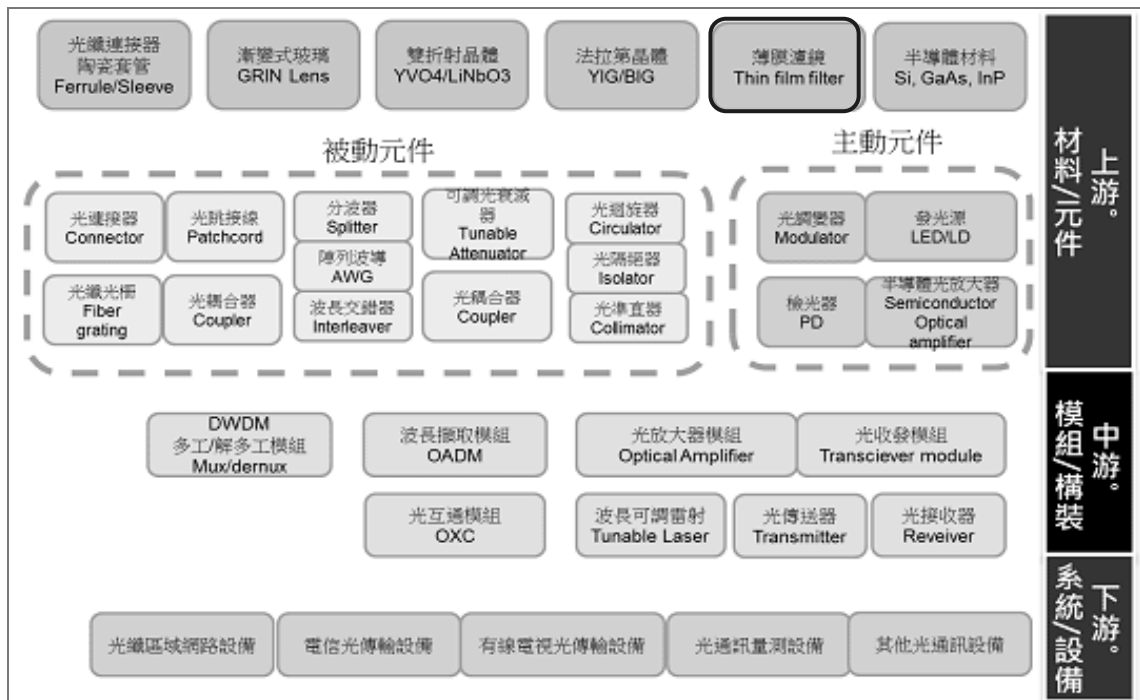 光纖連接器
陶瓷套管
Ferrule/Sleeve
漸變式玻璃
GRIN Lens
雙折射晶體
YVO4/LiNbO3
法拉第晶體
YIG/BIG
薄膜濾鏡
Thin film filter
半導體材料
Si, GaAs, InP
被動元件
主動元件
光連接器
Connector
光跳接線
Patchcord
分波器
Splitter
陣列波導
AWG
波長交錯器
Interleaver
可調光衰減
器
Tunable
Attenuator
光迴旋器
Circulator
光隔絕器
Isolator
光準直器
Collimator
光纖光柵
Fiber
grating
光耦合器
Coupler
光耦合器
Coupler
光調變器
Modulator
發光源
LED/LD
檢光器
PD
半導體光放大器
Semiconductor
Optical
amplifier
上游。
材料/元件
DWDM
多工/解多工模組
Mux/dernux
波長擷取模組
OADM
光放大器模組
Optical Amplifier
光收發模組
Transciever module
光互通模組
OXC
波長可調雷射
Tunable Laser
光傳送器
Transmitter
光接收器
Reveiver
中游。
模組/構裝
光纖區域網路設備
電信光傳輸設備
有線電視光傳輸設備
光通訊量測設備
其他光通訊設備
下游。
系統/設備